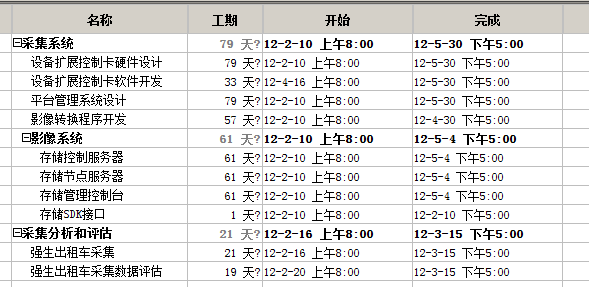 名称 工期 开始 完成
采集系统 79 天? 12-2-10 上午8:00 12-5-30 下午5:00
设备扩展控制卡硬件设计 79 天? 12-2-10 上午8:00 12-5-30 下午5:00
设备扩展控制卡软件开发 33 天? 12-4-16 上午8:00 12-5-30 下午5:00
平台管理系统设计 79 天? 12-2-10 上午8:00 12-5-30 下午5:00
影像转换程序开发 57 天? 12-2-10 上午8:00 12-4-30 下午5:00
影像系统 61 天? 12-2-10 上午8:00 12-5-4 下午5:00
存储控制服务器 61 天? 12-2-10 上午8:00 12-5-4 下午5:00
存储节点服务器 61 天? 12-2-10 上午8:00 12-5-4 下午5:00
存储管理控制台 61 天? 12-2-10 上午8:00 12-5-4 下午5:00
存储SDK接口 1 天? 12-2-10 上午8:00 12-2-10 下午5:00
采集分析和评估 21 天? 12-2-16 上午8:00 12-3-15 下午5:00
强生出租车采集 21 天? 12-2-16 上午8:00 12-3-15 下午5:00
强生出租车采集数据评估 19 天? 12-2-20 上午8:00 12-3-15 下午5:00